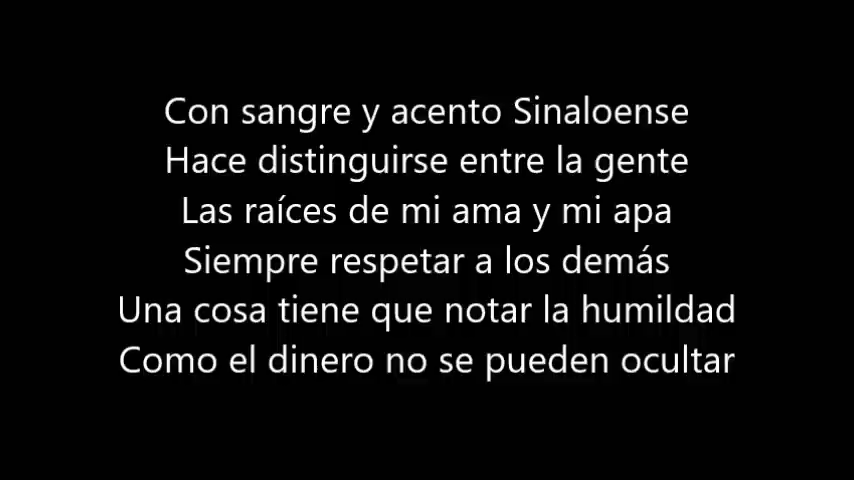 Con sangre y acento Sinaloense
Hace distinguirse entre la gente
Las raíces de mi ama y mi apa
Siempre respetar a los demás
Una cosa tiene que notar la humildad
Como el dinero no se pueden ocultar